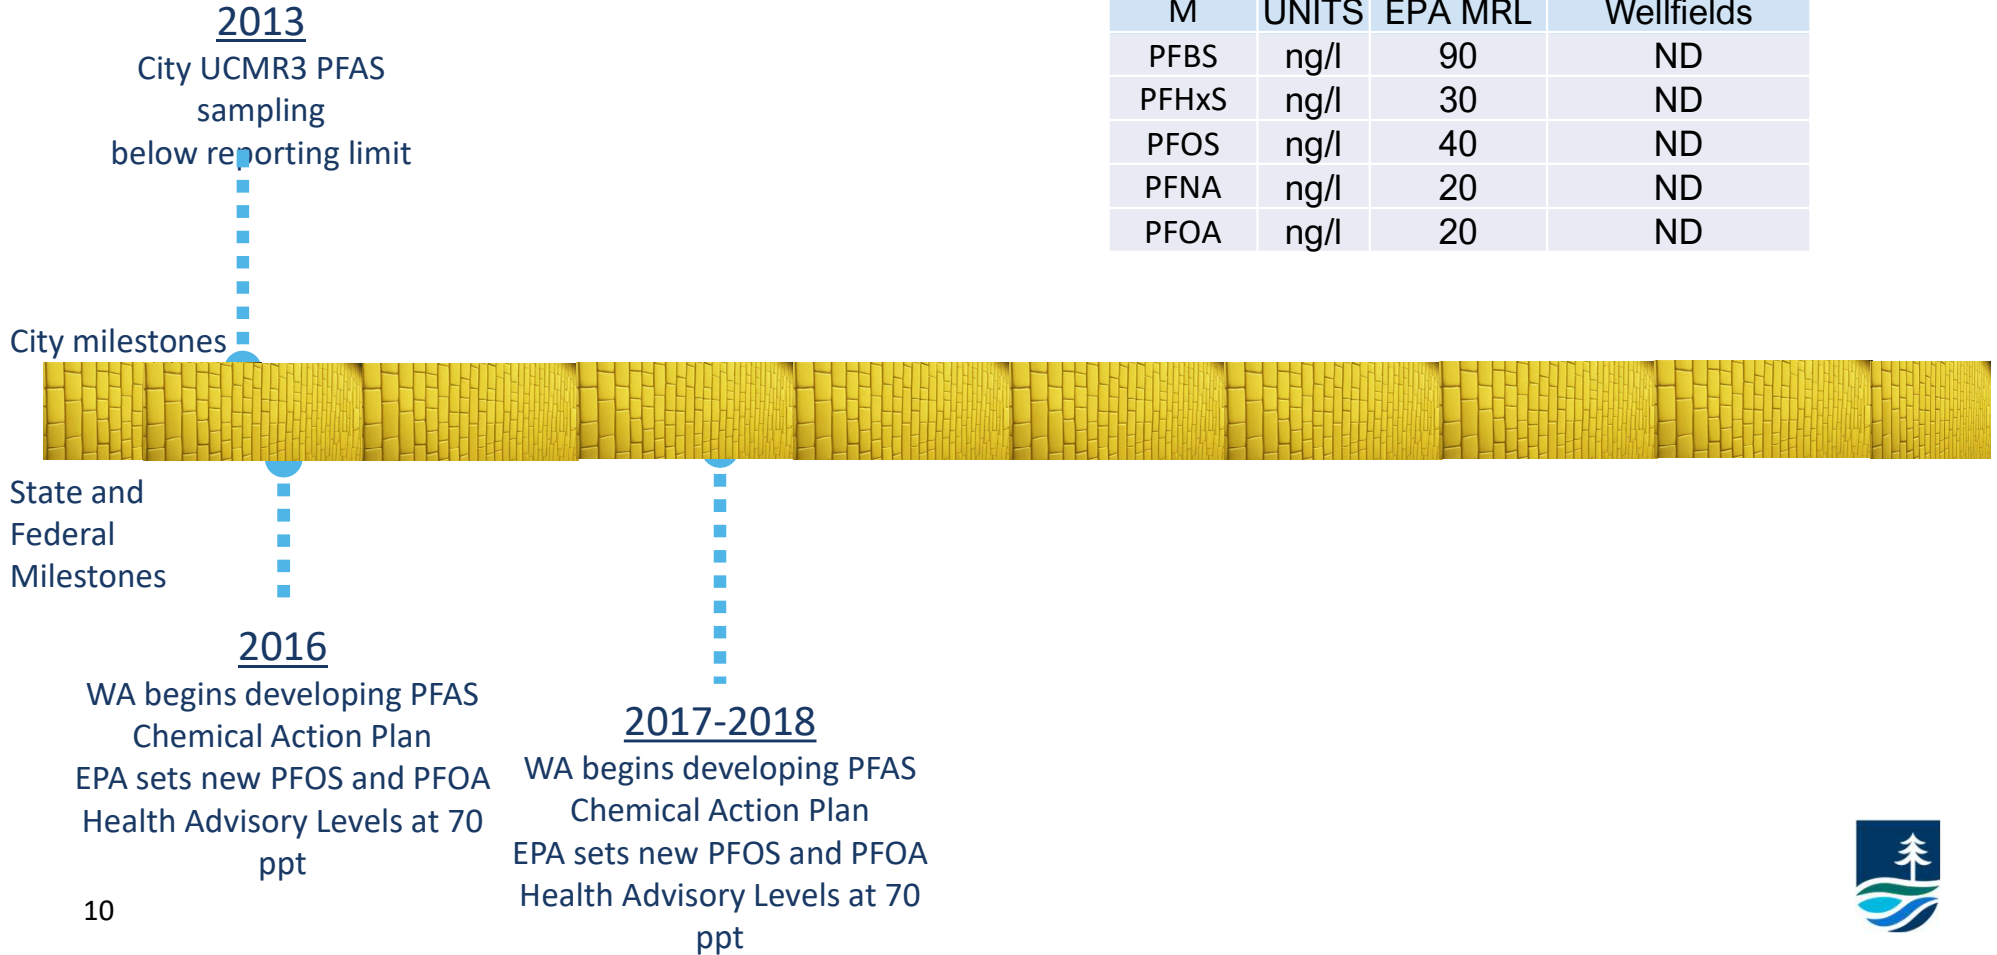 2013
City UCMR3 PFAS
sampling
below reporting limit
M UNITS EPA MRL Wellfields
PFBS ng/l 90 ND
PFHxS ng/l 30 ND
PFOS ng/l 40 ND
PFNA ng/l 20 ND
PFOA ng/l 20 ND
City milestones
State and
Federal
Milestones
2016
WA begins developing PFAS
Chemical Action Plan
EPA sets new PFOS and PFOA
Health Advisory Levels at 70
ppt
2017-2018
WA begins developing PFAS
Chemical Action Plan
EPA sets new PFOS and PFOA
Health Advisory Levels at 70
ppt
10